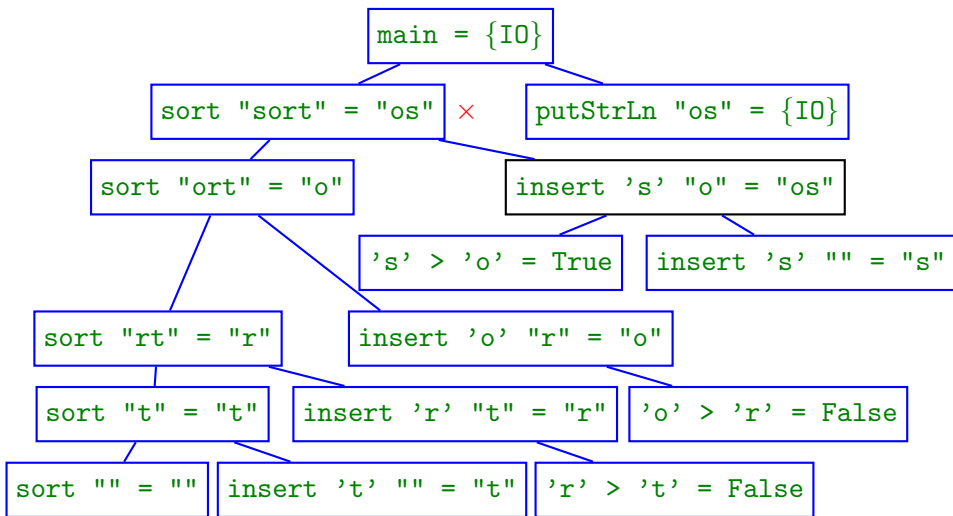 main = {IO}
sort "sort" = "os" ×
putStrLn "os" = {IO}
sort "ort" = "o"
insert 's' "o" = "os"
's' > 'o' = True
insert 's' "" = "s"
sort "rt" = "r"
insert 'o' "r" = "o"
sort "t" = "t"
insert 'r' "t" = "r"
'o' > 'r' = False
sort "" = ""
insert 't' "" = "t"
'r' > 't' = False